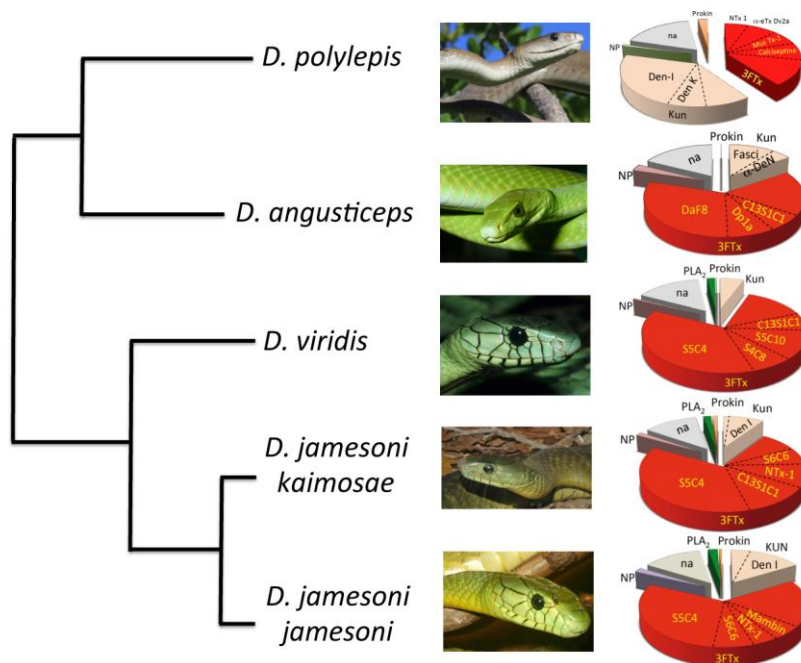 D. polylepis
Prokin
NTx 1
α-eTx Dv2a
na
Mus Tx-1
Calciseptine
NP
Den-I
Den K
3FTx
Kun
D. angusticeps
Prokin
Kun
na
Fasci
α-DeN
NP
DaF8
C13S1C1
Dp1a
3FTx
D. viridis
PLA2
Prokin
Kun
na
NP
C13S1C1
S5C10
S5C4
S4C8
3FTx
D. jamesoni
kaimosae
PLA2
Prokin
Kun
na
Den I
NP
S6C6
NTx-1
S5C4
C13S1C1
3FTx
D. jamesoni
jamesoni
PLA2
Prokin
KUN
na
Den I
NP
S5C4
Mambin
NTx-1
S6C6
3FTx